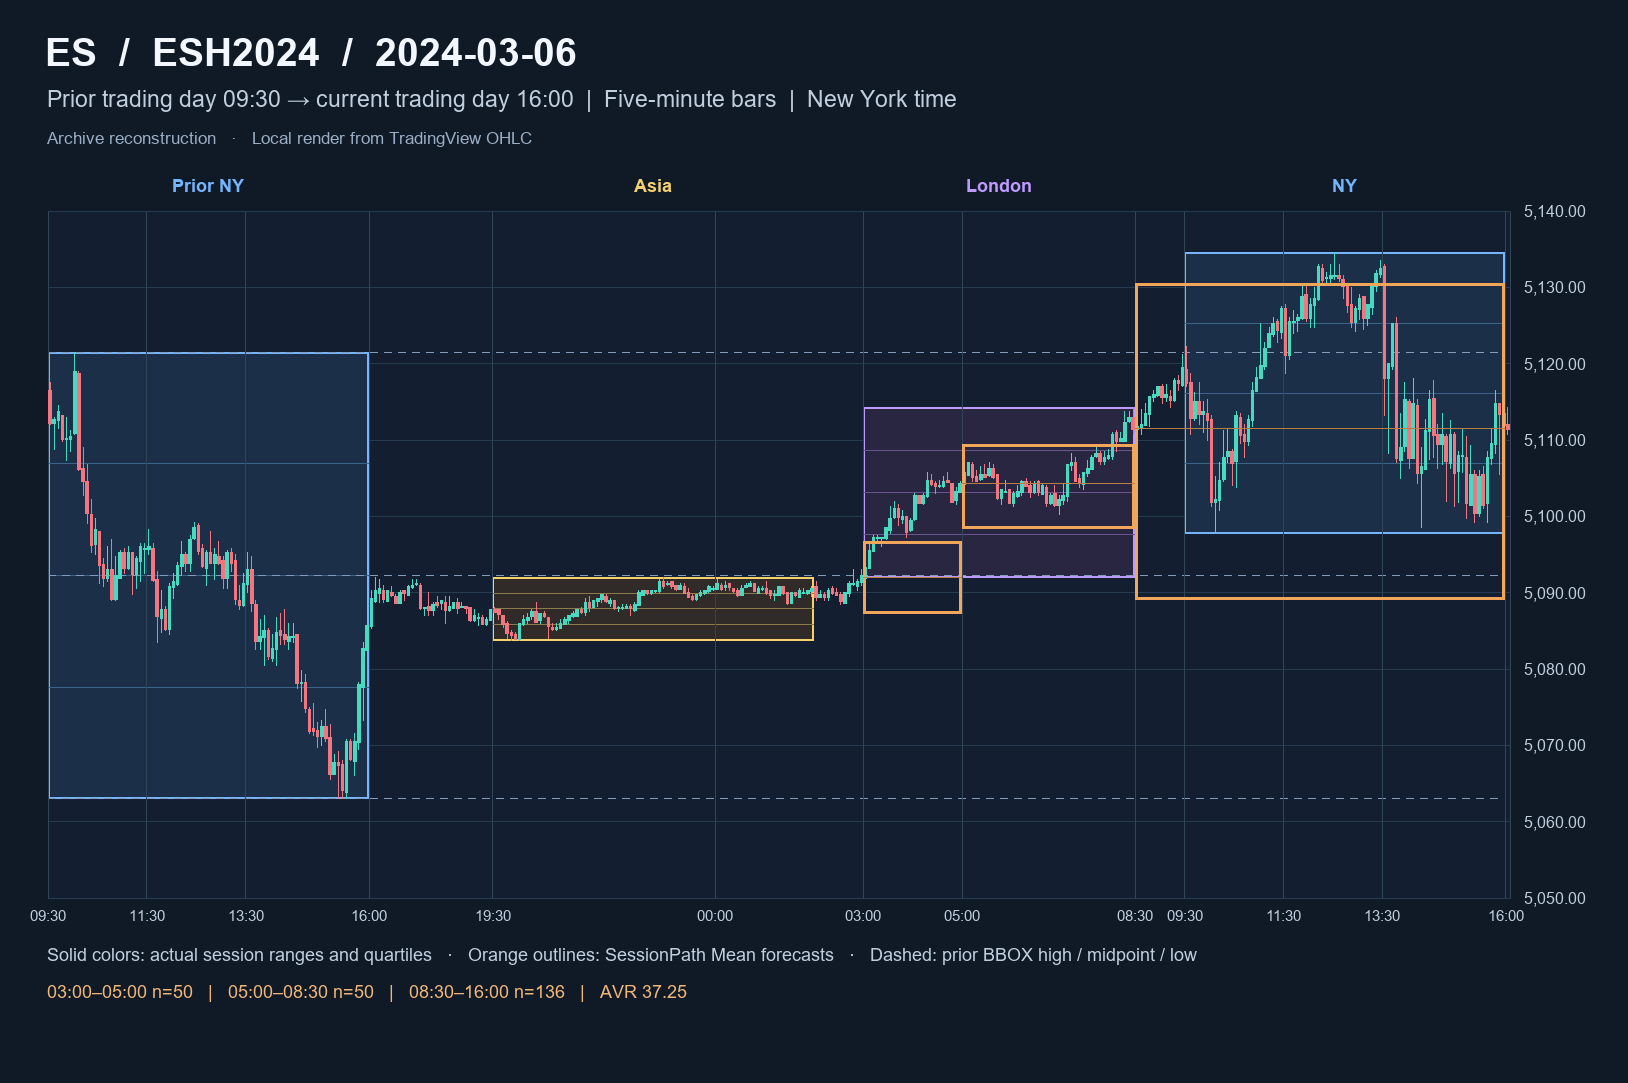 ES / ESH2024 / 2024-03-06
Prior trading day 09:30 → current trading day 16:00 | Five-minute bars | New York time
Archive reconstruction · Local render from TradingView OHLC
Prior NY Asia London NY
5,140.00
5,130.00
5,120.00
5,110.00
5,100.00
5,090.00
5,080.00
5,070.00
5,060.00
5,050.00
09:30 11:30 13:30 16:00 19:30 00:00 03:00 05:00 08:30 09:30 11:30 13:30 16:00
Solid colors: actual session ranges and quartiles · Orange outlines: SessionPath Mean forecasts · Dashed: prior BBOX high / midpoint / low
03:00–05:00 n=50 | 05:00–08:30 n=50 | 08:30–16:00 n=136 | AVR 37.25